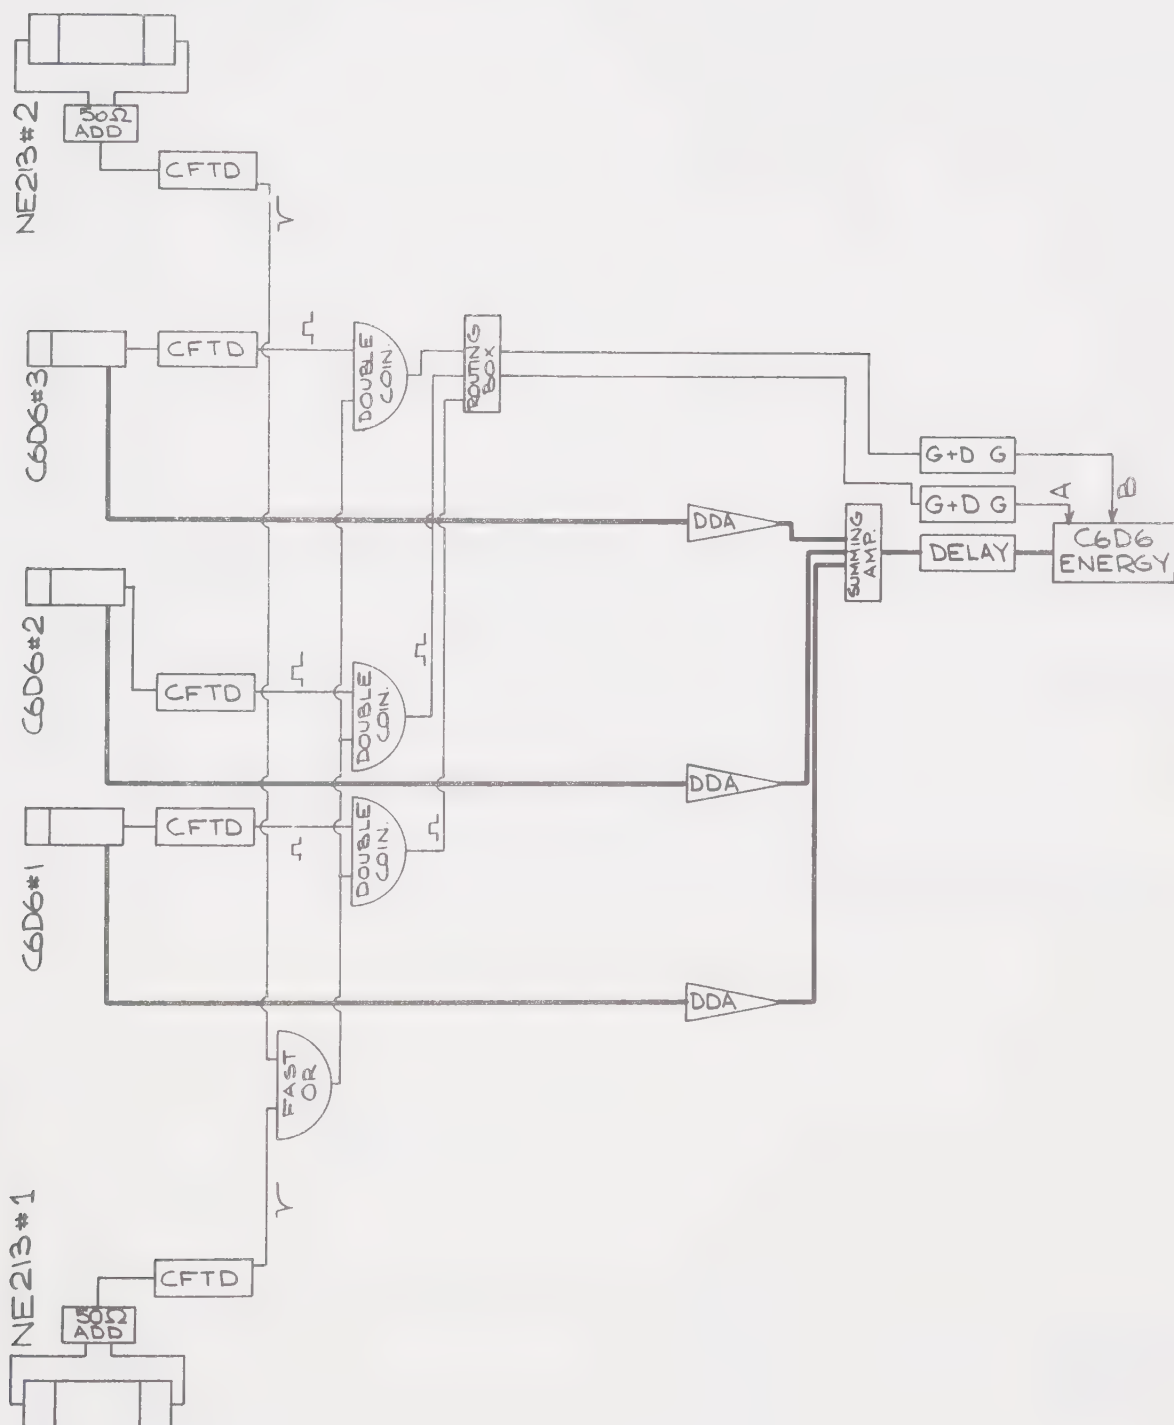 NE213#2
50Ω
ADD
CFTD
C6D6#3
CFTD
DOUBLE
COIN.
ROUTING
BOX
C6D6#2
CFTD
DOUBLE
COIN.
C6D6#1
CFTD
DOUBLE
COIN.
DDA
DDA
DDA
SUMMING
AMP.
G+D G
G+D G
A
B
DELAY
C6D6
ENERGY
FAST
OR
NE213#1
50Ω
ADD
CFTD